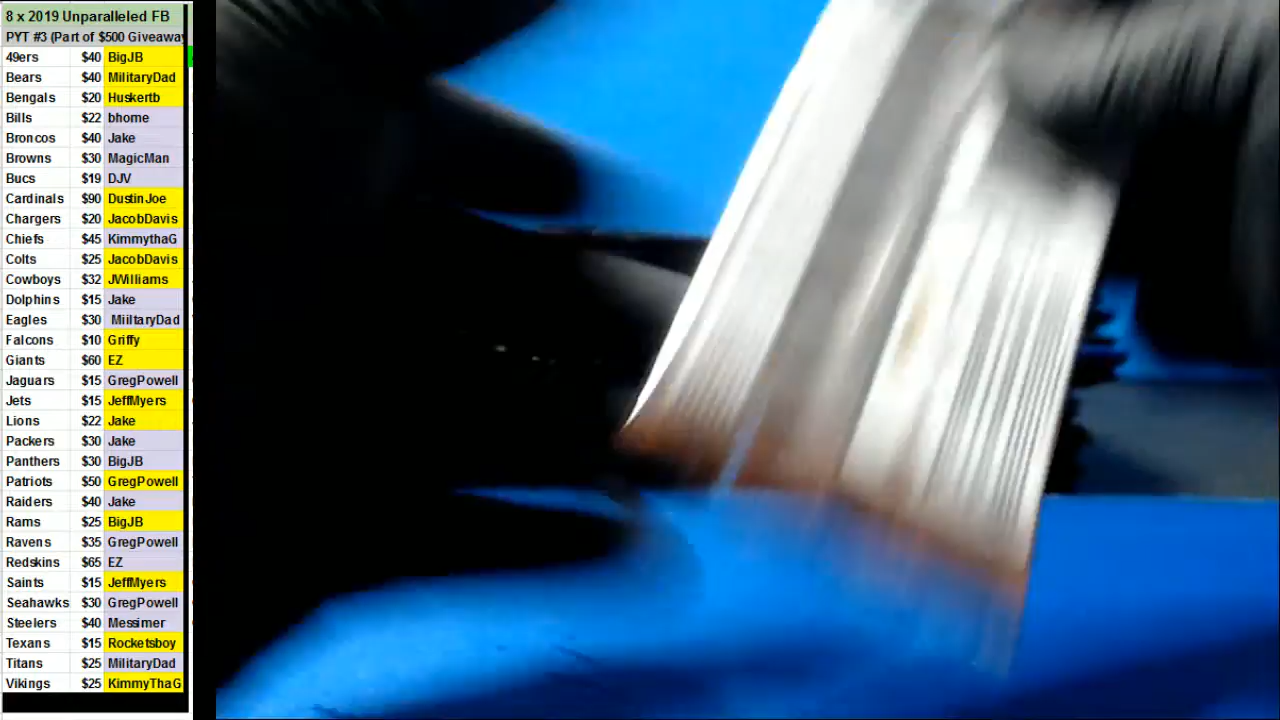 8 x 2019 Unparalleled FB
PYT #3 (Part of $500 Giveaway
49ers $40 BigJB
Bears $40 MilitaryDad
Bengals $20 Huskertb
Bills $22 bhome
Broncos $40 Jake
Browns $30 MagicMan
Bucs $19 DJV
Cardinals $90 DustinJoe
Chargers $20 JacobDavis
Chiefs $45 KimmythaG
Colts $25 JacobDavis
Cowboys $32 JWilliams
Dolphins $15 Jake
Eagles $30 MiiltaryDad
Falcons $10 Griffy
Giants $60 EZ
Jaguars $15 GregPowell
Jets $15 JeffMyers
Lions $22 Jake
Packers $30 Jake
Panthers $30 BigJB
Patriots $50 GregPowell
Raiders $40 Jake
Rams $25 BigJB
Ravens $35 GregPowell
Redskins $65 EZ
Saints $15 JeffMyers
Seahawks $30 GregPowell
Steelers $40 Messimer
Texans $15 Rocketsboy
Titans $25 MilitaryDad
Vikings $25 KimmyThaG